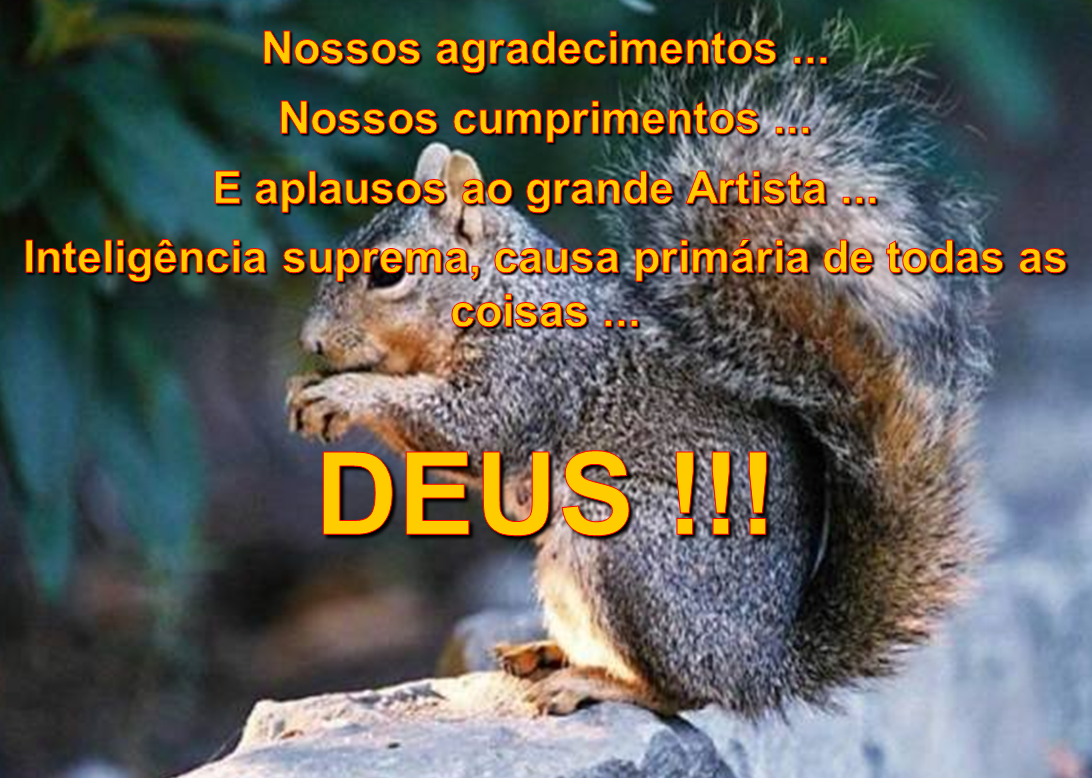 Nossos agradecimentos ...
Nossos cumprimentos ...
E aplausos ao grande Artista ...
Inteligência suprema, causa primária de todas as
coisas ...
DEUS !!!